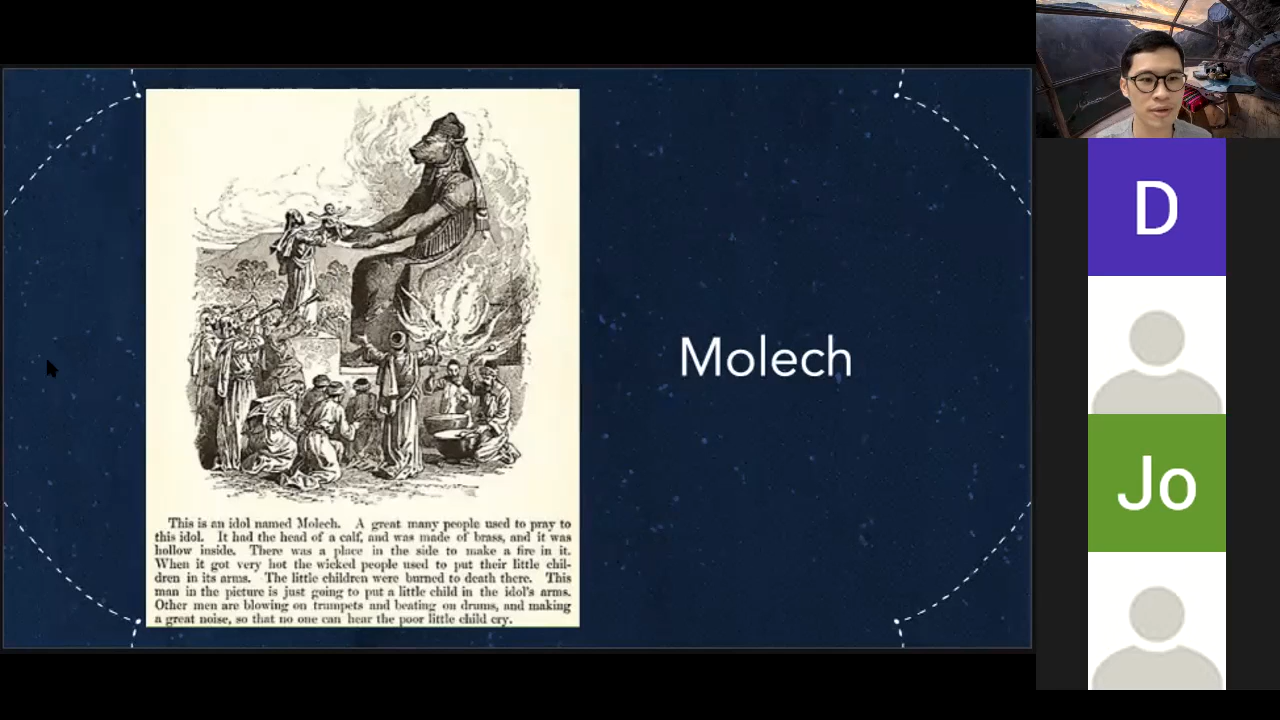 This is an idol named Molech. A great many people used to pray to
this idol. It had the head of a calf, and was made of brass, and it was
hollow inside. There was a place in the side to make a fire in it.
When it got very hot the wicked people used to put their little chil-
dren in its arms. The little children were burned to death there. This
man in the picture is just going to put a little child in the idol's arms.
Other men are blowing on trumpets and beating on drums, and making
a great noise, so that no one can hear the poor little child cry.
Molech
D
Jo